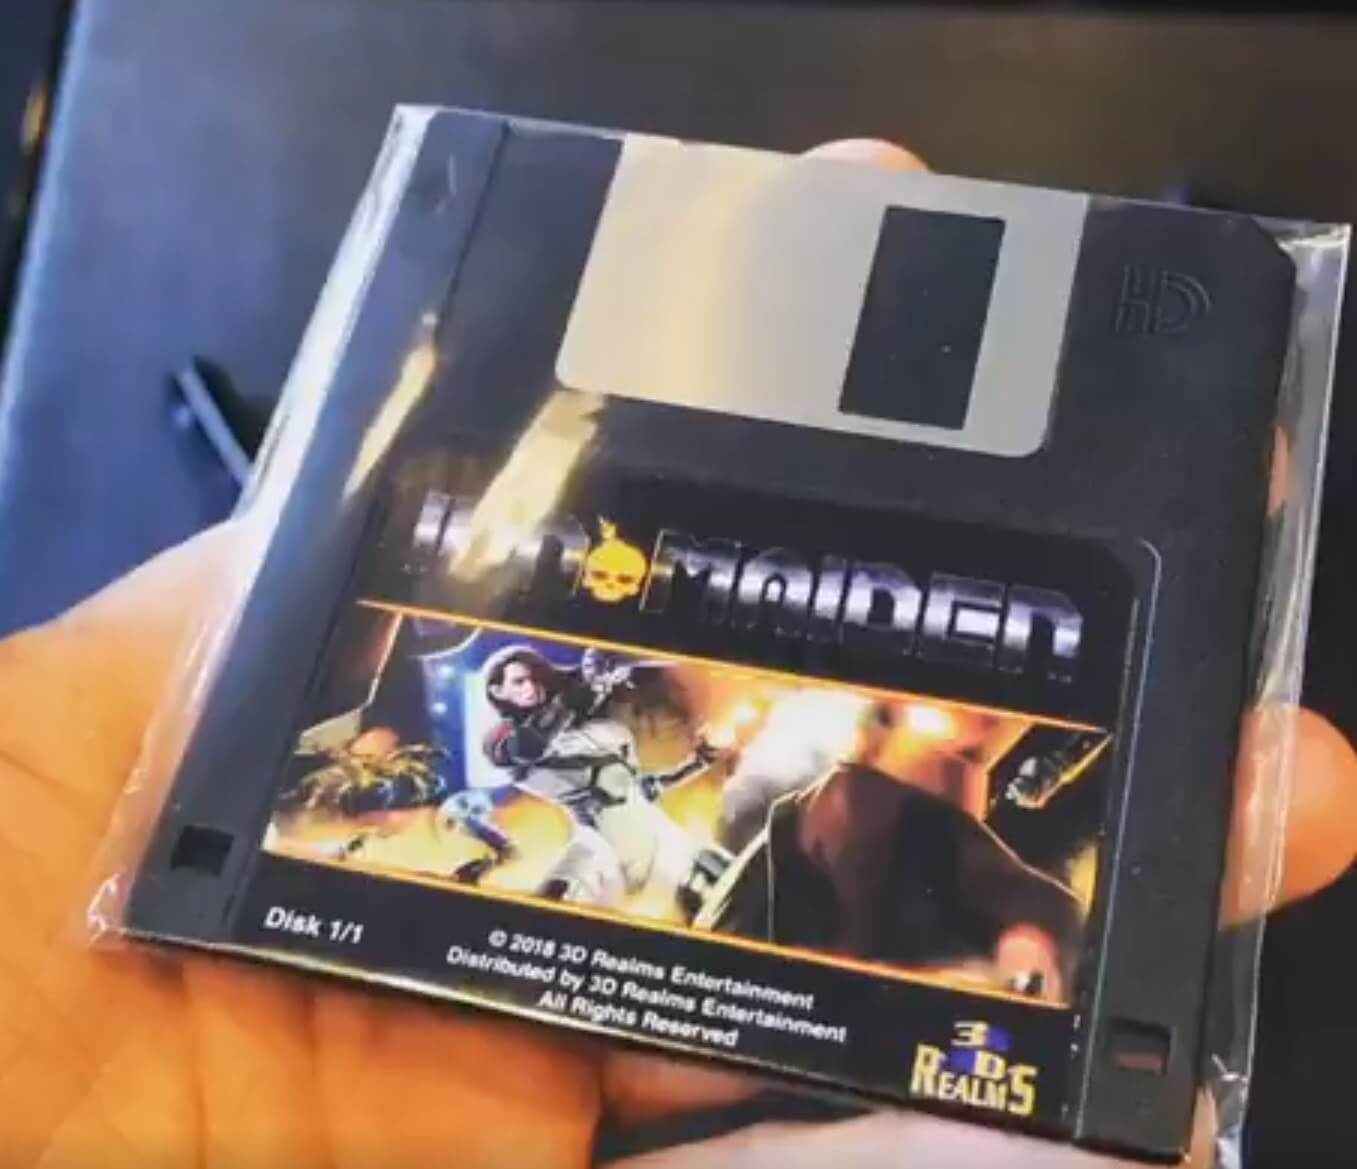 HD
ION MAIDEN
Disk 1/1
© 2018 3D Realms Entertainment
Distributed by 3D Realms Entertainment
All Rights Reserved
3D
REALMS